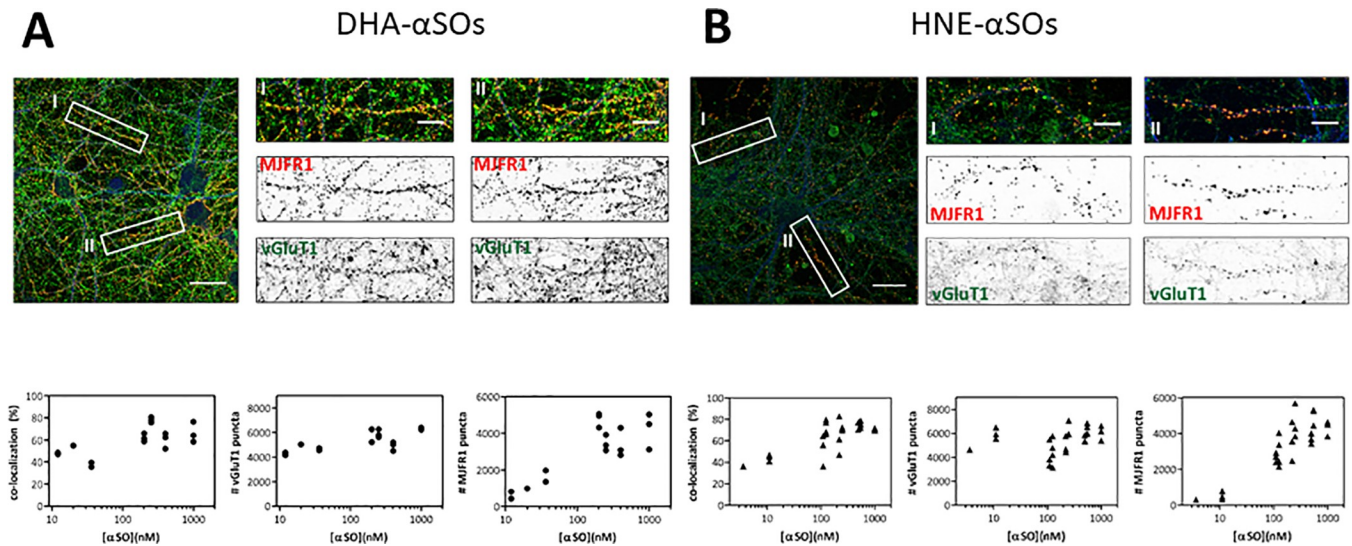 A
DHA-αSOs
I
II
I
II
MJFR1
MJFR1
vGluT1
vGluT1
co-localization (%)
100
80
60
40
20
0
10
100
1000
[αSO](nM)
# vGluT1 puncta
8000
6000
4000
2000
0
10
100
1000
[αSO](nM)
# MJFR1 puncta
6000
4000
2000
0
10
100
1000
[αSO](nM)
B
HNE-αSOs
I
II
I
II
MJFR1
MJFR1
vGluT1
vGluT1
co-localization (%)
100
80
60
40
20
0
10
100
1000
[αSO](nM)
# vGluT1 puncta
8000
6000
4000
2000
0
10
100
1000
[αSO](nM)
# MJFR1 puncta
6000
4000
2000
0
10
100
1000
[αSO](nM)